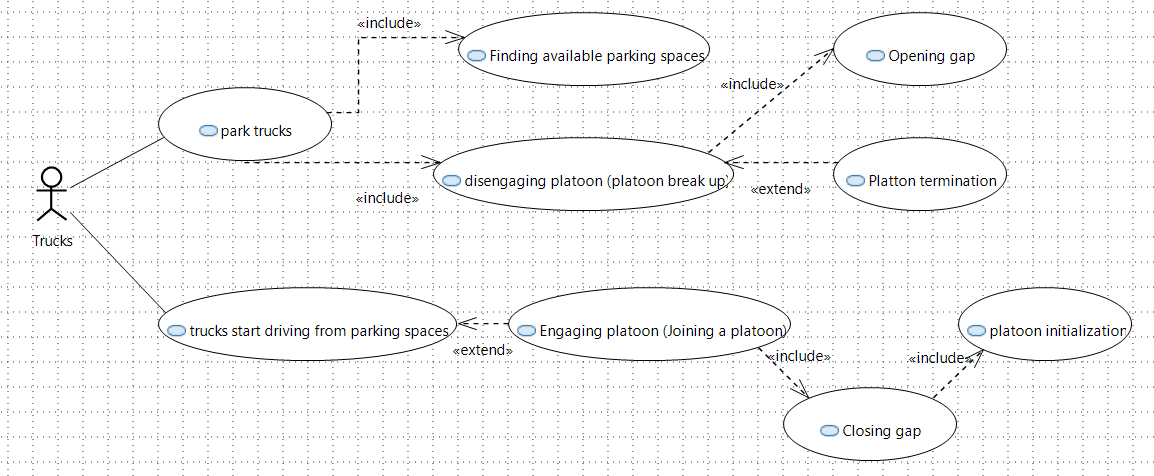 «include»
Finding available parking spaces
Opening gap
«include»
park trucks
disengaging platoon (platoon break up)
Platton termination
«extend»
«include»
Trucks
trucks start driving from parking spaces
Engaging platoon (Joining a platoon)
platoon initialization
«extend»
«include»
«include»
Closing gap